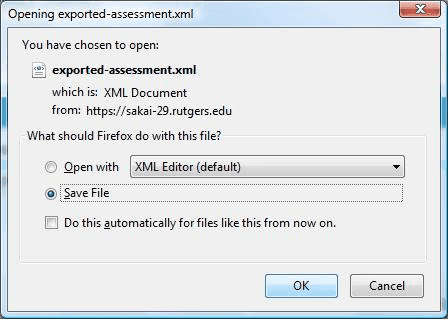 Opening exported-assessment.xml
You have chosen to open:
exported-assessment.xml
which is: XML Document
from: https://sakai-29.rutgers.edu
What should Firefox do with this file?
Open with XML Editor (default)
Save File
Do this automatically for files like this from now on.
OK Cancel